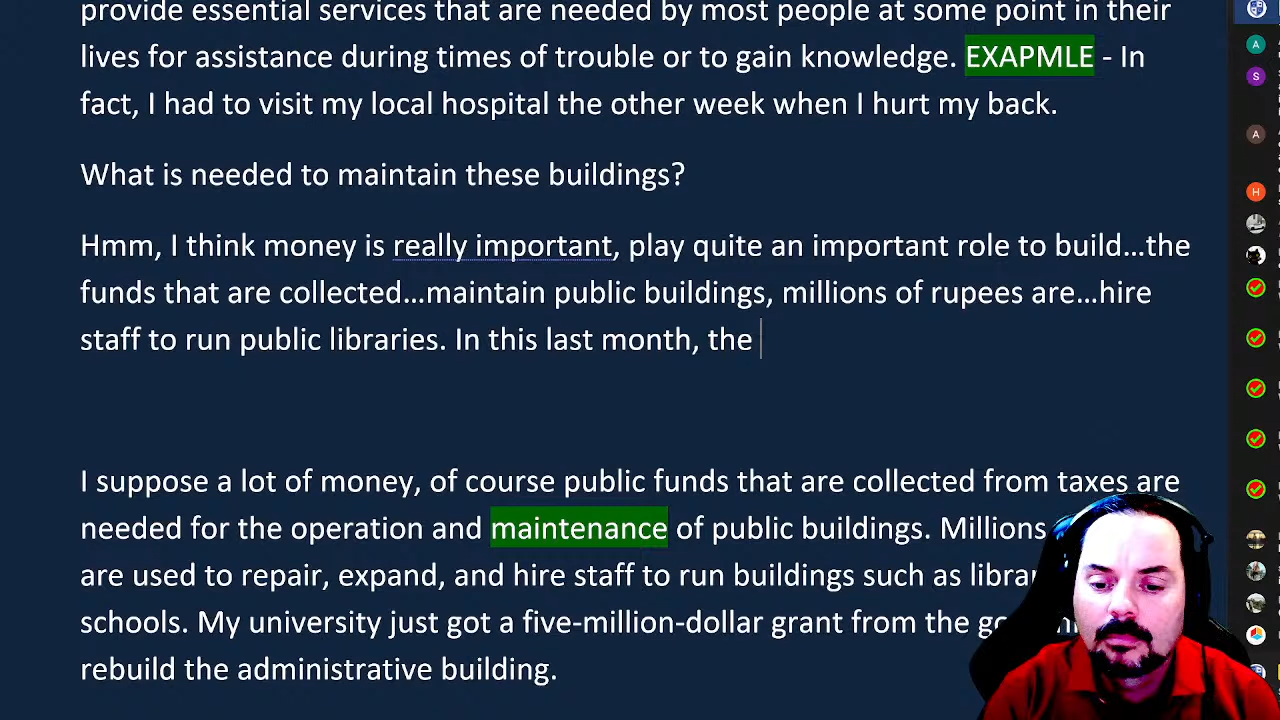 provide essential services that are needed by most people at some point in their
lives for assistance during times of trouble or to gain knowledge. EXAPMLE - In
fact, I had to visit my local hospital the other week when I hurt my back.
What is needed to maintain these buildings?
Hmm, I think money is really important, play quite an important role to build...the
funds that are collected...maintain public buildings, millions of rupees are...hire
staff to run public libraries. In this last month, the
I suppose a lot of money, of course public funds that are collected from taxes are
needed for the operation and maintenance of public buildings. Millions
are used to repair, expand, and hire staff to run buildings such as
schools. My university just got a five-million-dollar grant from the
rebuild the administrative building.
A
S
A
H